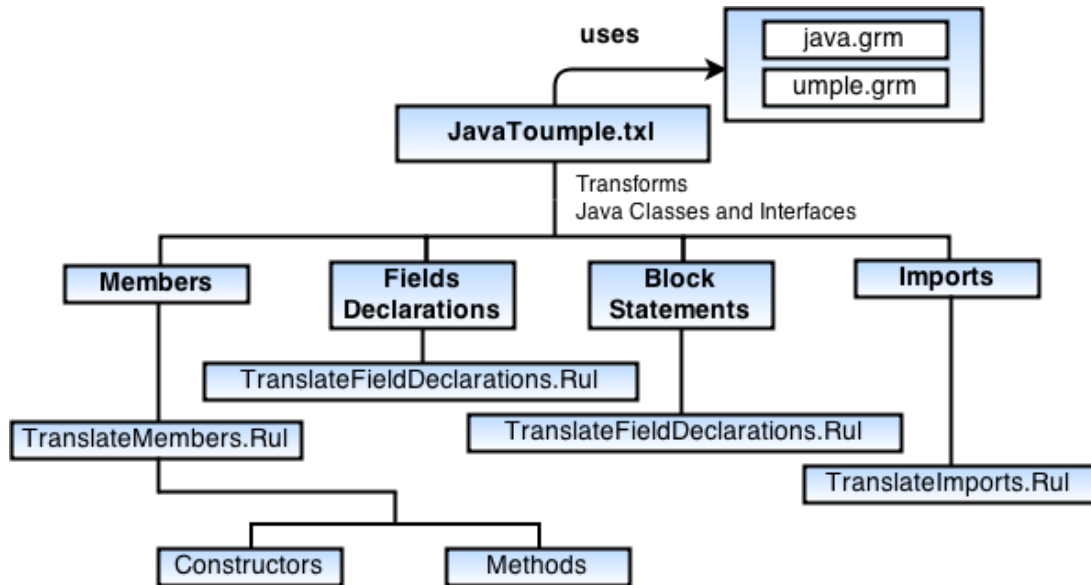 uses
java.grm
umple.grm
JavaToumple.txl
Transforms
Java Classes and Interfaces
Members
Fields
Declarations
Block
Statements
Imports
TranslateFieldDeclarations.Rul
TranslateMembers.Rul
TranslateFieldDeclarations.Rul
TranslateImports.Rul
Constructors
Methods